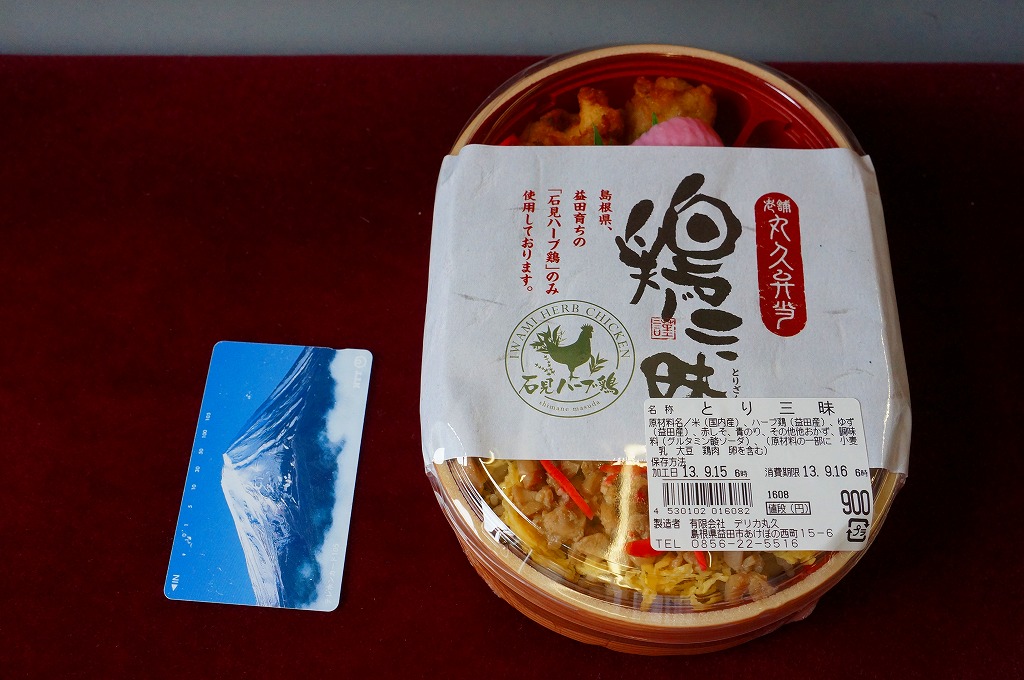 老舗
丸久弁当
鶏三昧
島根県、
益田育ちの
「石見ハーブ鶏」のみ
使用しております。
IWAMI HERB CHICKEN
石見ハーブ鶏
shimane masuda
名 称 とり三昧
原材料名/米(国内産)、ハーブ鶏(益田産)、ゆず
(益田産)、赤しそ、青のり、その他他おかず、調味
料(グルタミン酸ソーダ)、(原材料の一部に 小麦
乳 大豆 鶏肉 卵を含む)
保存方法
加工日 13. 9.15 6時 消費期限 13. 9.16 6時
4 530102 016082
1608
値段(円) 900
プラ
製造者 有限会社 デリカ丸久
島根県益田市あけぼの西町15-6
TEL 0856-22-5516